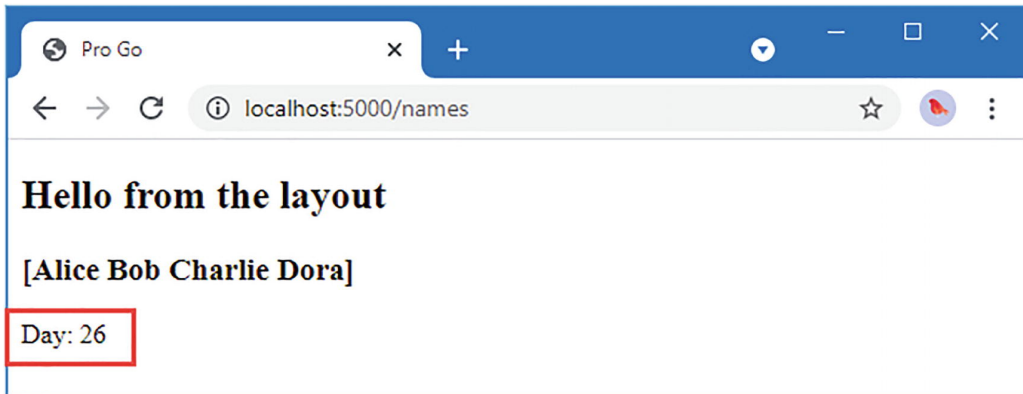 Pro Go
localhost:5000/names
Hello from the layout
[Alice Bob Charlie Dora]
Day: 26